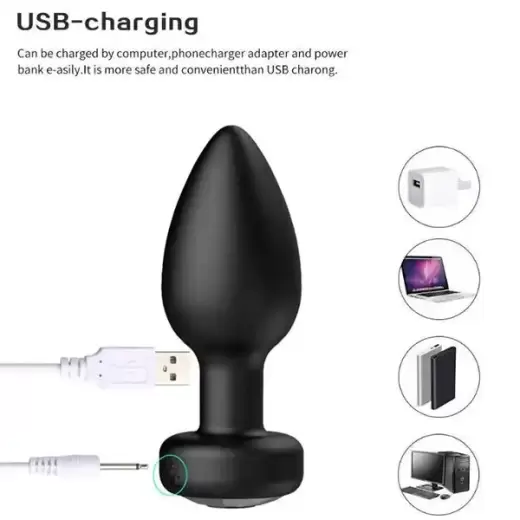 USB-charging
Can be charged by computer,phonecharger adapter and power
bank e-asily.It is more safe and convenientthan USB charong.